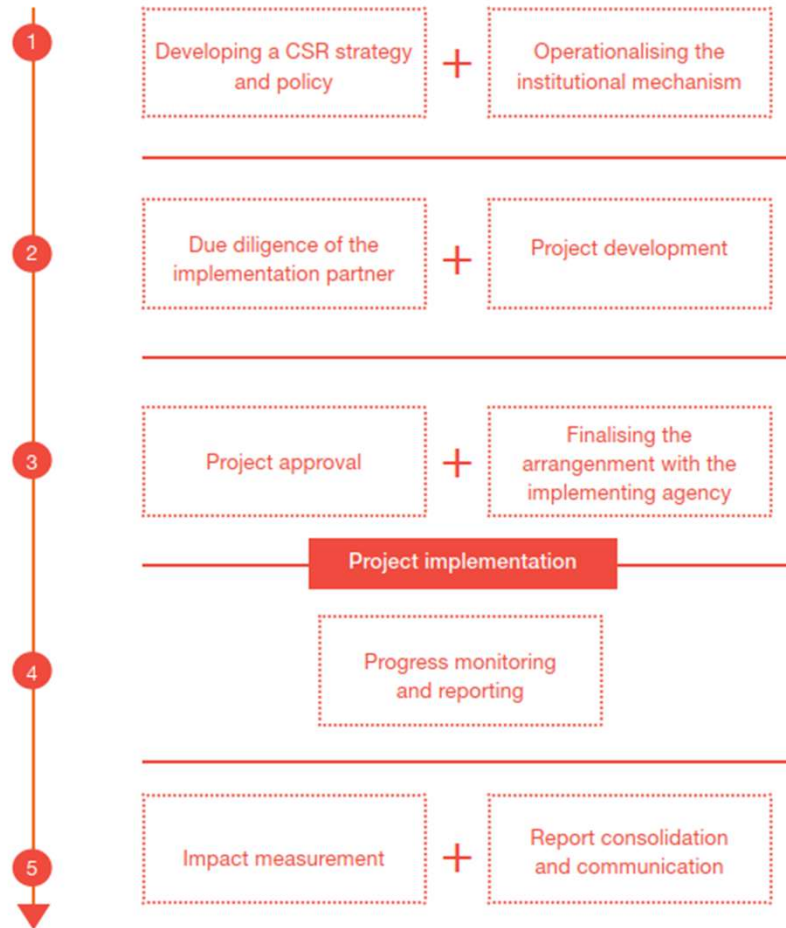 1
Developing a CSR strategy
and policy
+
Operationalising the
institutional mechanism
2
Due diligence of the
implementation partner
+
Project development
3
Project approval
+
Finalising the
arrangenment with the
implementing agency
Project implementation
4
Progress monitoring
and reporting
5
Impact measurement
+
Report consolidation
and communication